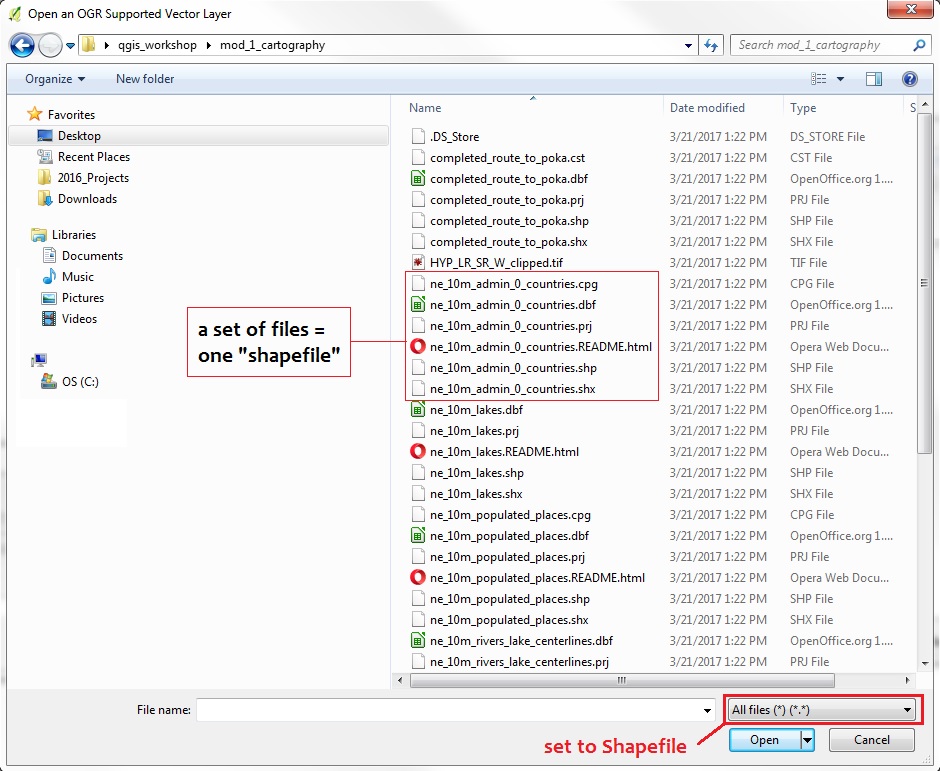 Open an OGR Supported Vector Layer
qgis_workshop mod_1_cartography Search mod_1_cartography
Organize New folder
Name Date modified Type S
Favorites
Desktop
Recent Places
2016_Projects
Downloads
Libraries
Documents
Music
Pictures
Videos
OS (C:)
.DS_Store 3/21/2017 1:22 PM DS_STORE File
completed_route_to_poka.cst 3/21/2017 1:22 PM CST File
completed_route_to_poka.dbf 3/21/2017 1:22 PM OpenOffice.org 1....
completed_route_to_poka.prj 3/21/2017 1:22 PM PRJ File
completed_route_to_poka.shp 3/21/2017 1:22 PM SHP File
completed_route_to_poka.shx 3/21/2017 1:22 PM SHX File
HYP_LR_SR_W_clipped.tif 3/21/2017 1:22 PM TIF File
ne_10m_admin_0_countries.cpg 3/21/2017 1:22 PM CPG File
ne_10m_admin_0_countries.dbf 3/21/2017 1:22 PM OpenOffice.org 1....
ne_10m_admin_0_countries.prj 3/21/2017 1:22 PM PRJ File
ne_10m_admin_0_countries.README.html 3/21/2017 1:22 PM Opera Web Docu...
ne_10m_admin_0_countries.shp 3/21/2017 1:22 PM SHP File
ne_10m_admin_0_countries.shx 3/21/2017 1:22 PM SHX File
ne_10m_lakes.dbf 3/21/2017 1:22 PM OpenOffice.org 1....
ne_10m_lakes.prj 3/21/2017 1:22 PM PRJ File
ne_10m_lakes.README.html 3/21/2017 1:22 PM Opera Web Docu...
ne_10m_lakes.shp 3/21/2017 1:22 PM SHP File
ne_10m_lakes.shx 3/21/2017 1:22 PM SHX File
ne_10m_populated_places.cpg 3/21/2017 1:22 PM CPG File
ne_10m_populated_places.dbf 3/21/2017 1:22 PM OpenOffice.org 1....
ne_10m_populated_places.prj 3/21/2017 1:22 PM PRJ File
ne_10m_populated_places.README.html 3/21/2017 1:22 PM Opera Web Docu...
ne_10m_populated_places.shp 3/21/2017 1:22 PM SHP File
ne_10m_populated_places.shx 3/21/2017 1:22 PM SHX File
ne_10m_rivers_lake_centerlines.dbf 3/21/2017 1:22 PM OpenOffice.org 1....
ne_10m_rivers_lake_centerlines.prj 3/21/2017 1:22 PM PRJ File
a set of files =
one "shapefile"
File name: All files (*) (*.*)
set to Shapefile
Open Cancel